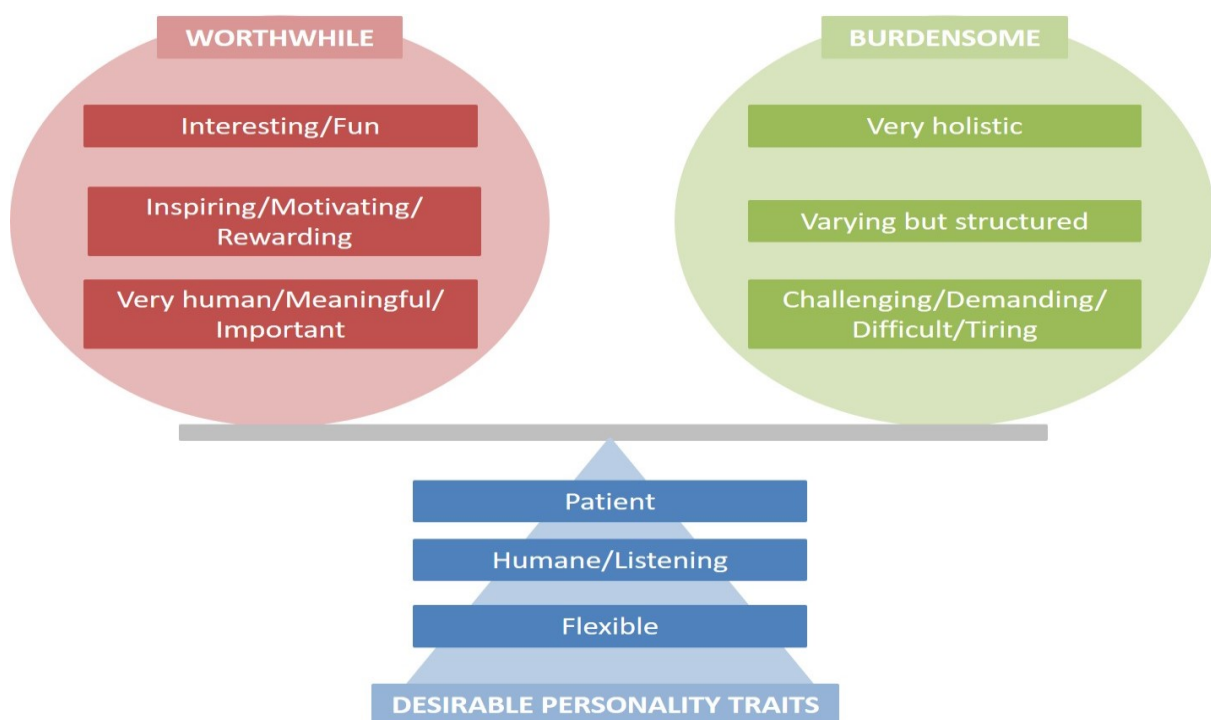 WORTHWHILE
Interesting/Fun
Inspiring/Motivating/
Rewarding
Very human/Meaningful/
Important
BURDENSOME
Very holistic
Varying but structured
Challenging/Demanding/
Difficult/Tiring
Patient
Humane/Listening
Flexible
DESIRABLE PERSONALITY TRAITS